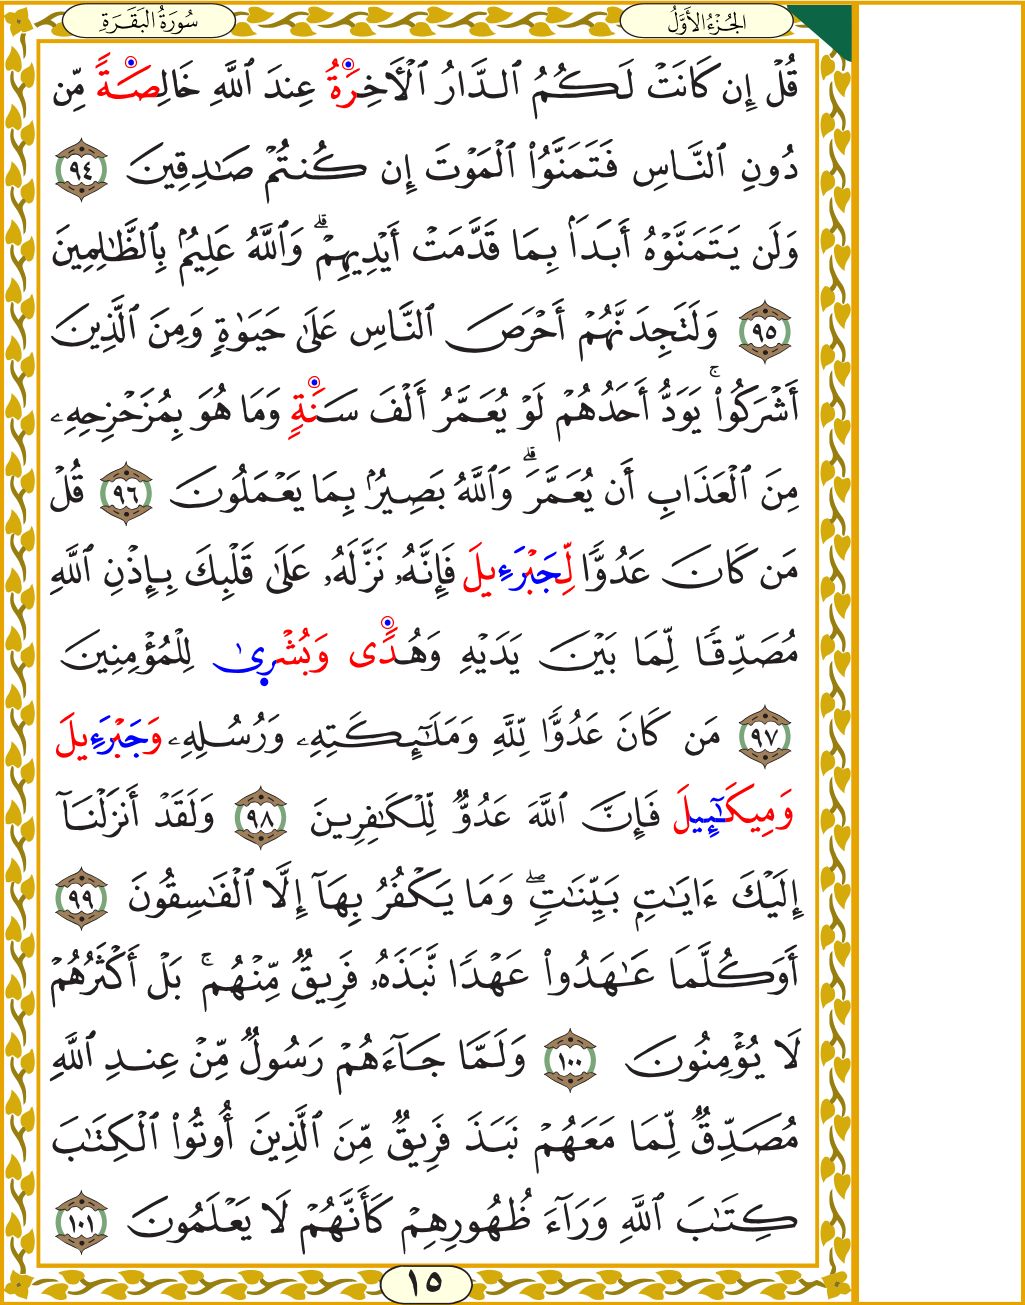 الجُزْءُ الأَوَّلُ
سُورَةُ البَقَرَةِ
قُلْ إِن كَانَتْ لَكُمُ ٱلدَّارُ ٱلْأَخِرَةُ عِندَ ٱللَّهِ خَالِصَةً مِّن
دُونِ ٱلنَّاسِ فَتَمَنَّوُا۟ ٱلْمَوْتَ إِن كُنتُمْ صَـٰدِقِينَ ٩٤
وَلَن يَتَمَنَّوْهُ أَبَدًۢا بِمَا قَدَّمَتْ أَيْدِيهِمْ ۗ وَٱللَّهُ عَلِيمٌۢ بِٱلظَّـٰلِمِينَ
٩٥ وَلَتَجِدَنَّهُمْ أَحْرَصَ ٱلنَّاسِ عَلَىٰ حَيَوٰةٍ وَمِنَ ٱلَّذِينَ
أَشْرَكُوا۟ ۚ يَوَدُّ أَحَدُهُمْ لَوْ يُعَمَّرُ أَلْفَ سَنَةٍ وَمَا هُوَ بِمُزَحْزِحِهِۦ
مِنَ ٱلْعَذَابِ أَن يُعَمَّرَ ۗ وَٱللَّهُ بَصِيرٌۢ بِمَا يَعْمَلُونَ ٩٦ قُلْ
مَن كَانَ عَدُوًّا لِّجَبْرَءِيلَ فَإِنَّهُۥ نَزَّلَهُۥ عَلَىٰ قَلْبِكَ بِإِذْنِ ٱللَّهِ
مُصَدِّقًا لِّمَا بَيْنَ يَدَيْهِ وَهُدًى وَبُشْرِىٰ لِلْمُؤْمِنِينَ
٩٧ مَن كَانَ عَدُوًّا لِّلَّهِ وَمَلَـٰٓئِكَتِهِۦ وَرُسُلِهِۦ وَجَبْرَءِيلَ
وَمِيكَـٰٓئِيلَ فَإِنَّ ٱللَّهَ عَدُوٌّ لِّلْكَـٰفِرِينَ ٩٨ وَلَقَدْ أَنزَلْنَآ
إِلَيْكَ ءَايَـٰتٍۭ بَيِّنَـٰتٍ ۖ وَمَا يَكْفُرُ بِهَآ إِلَّا ٱلْفَـٰسِقُونَ ٩٩
أَوَكُلَّمَا عَـٰهَدُوا۟ عَهْدًا نَّبَذَهُۥ فَرِيقٌ مِّنْهُم ۚ بَلْ أَكْثَرُهُمْ
لَا يُؤْمِنُونَ ١٠٠ وَلَمَّا جَآءَهُمْ رَسُولٌ مِّنْ عِندِ ٱللَّهِ
مُصَدِّقٌ لِّمَا مَعَهُمْ نَبَذَ فَرِيقٌ مِّنَ ٱلَّذِينَ أُوتُوا۟ ٱلْكِتَـٰبَ
كِتَـٰبَ ٱللَّهِ وَرَآءَ ظُهُورِهِمْ كَأَنَّهُمْ لَا يَعْلَمُونَ ١٠١
١٥